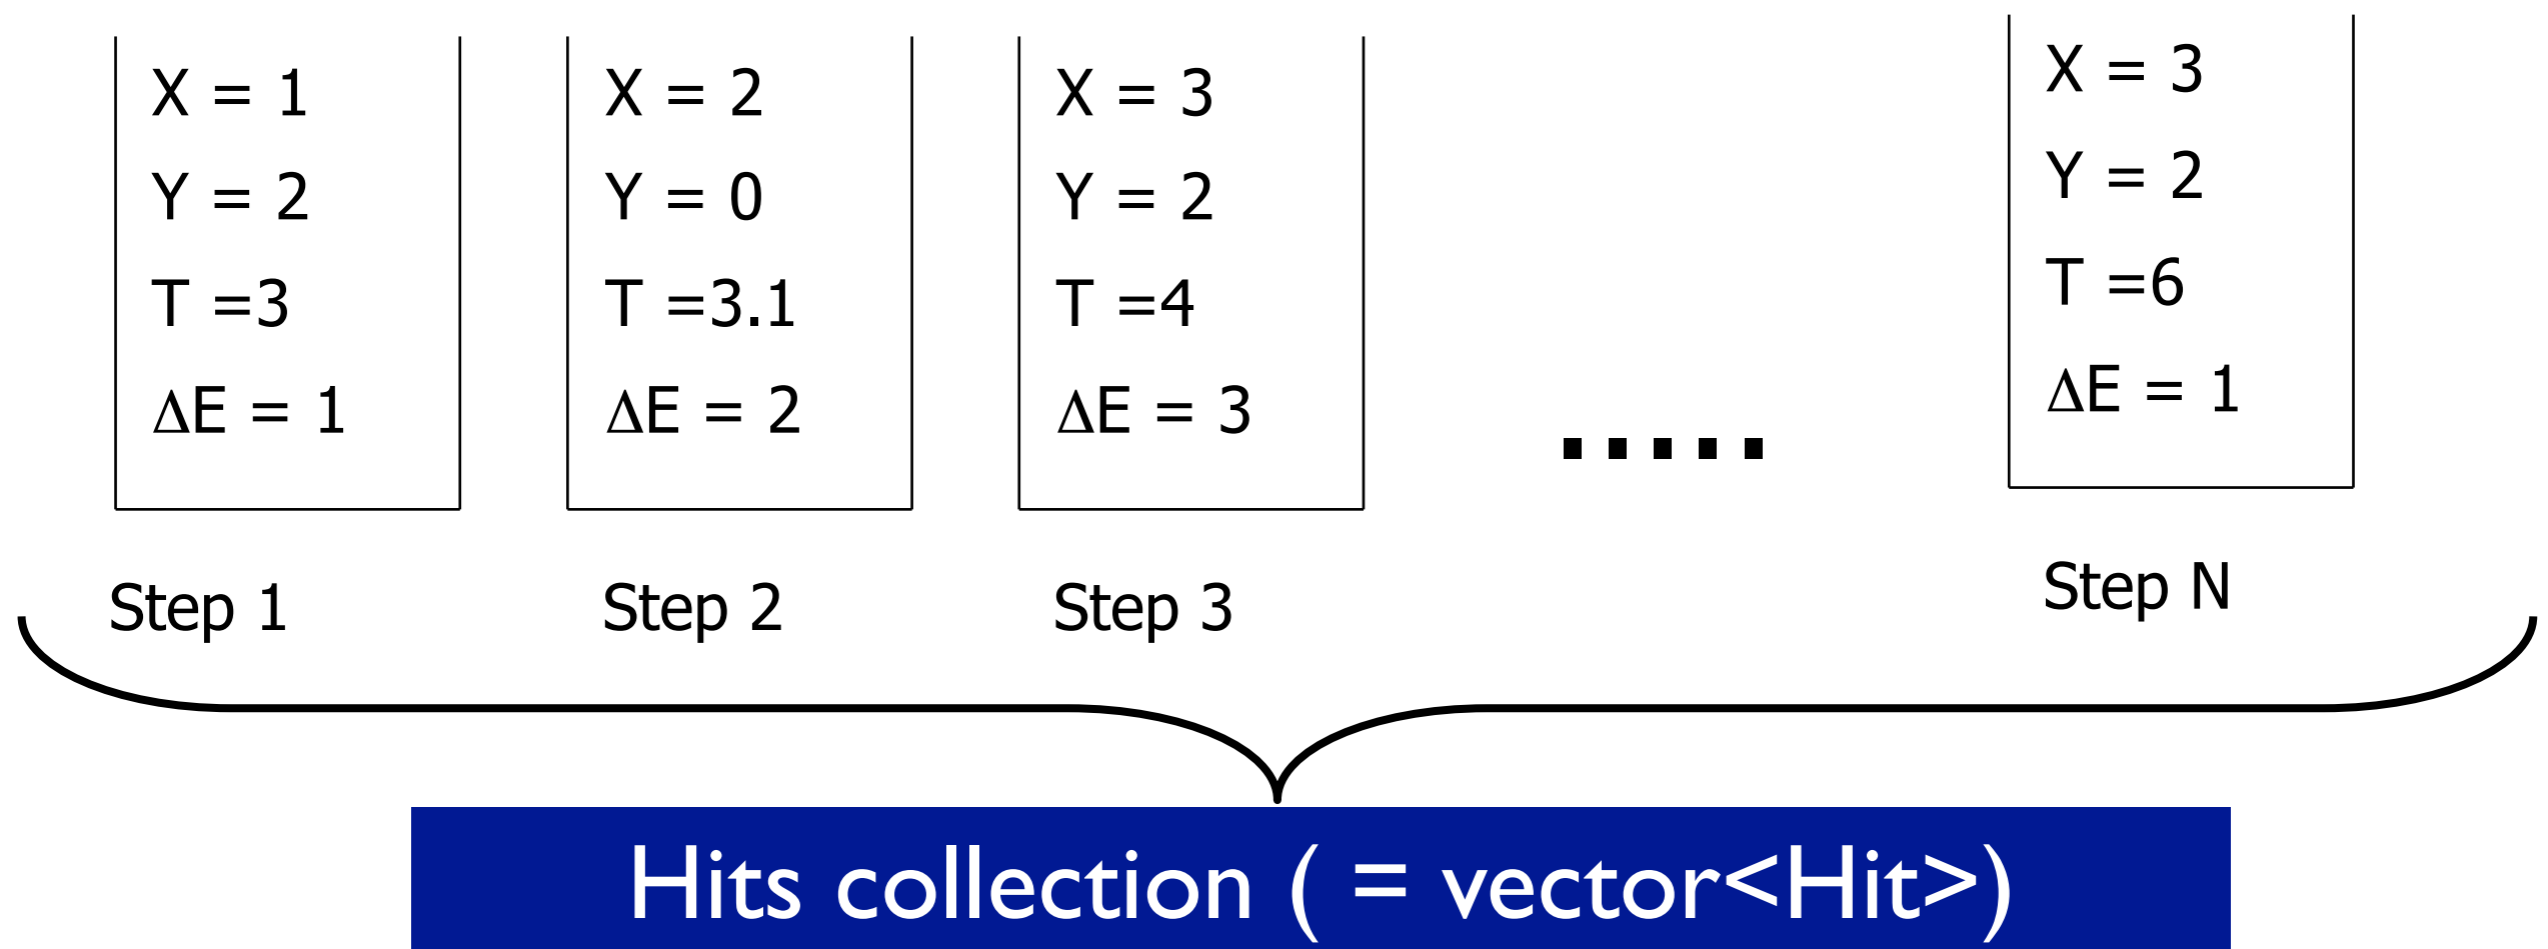 X = 1
Y = 2
T =3
ΔE = 1
Step 1
X = 2
Y = 0
T =3.1
ΔE = 2
Step 2
X = 3
Y = 2
T =4
ΔE = 3
Step 3
.....
X = 3
Y = 2
T =6
ΔE = 1
Step N
Hits collection ( = vector<Hit>)